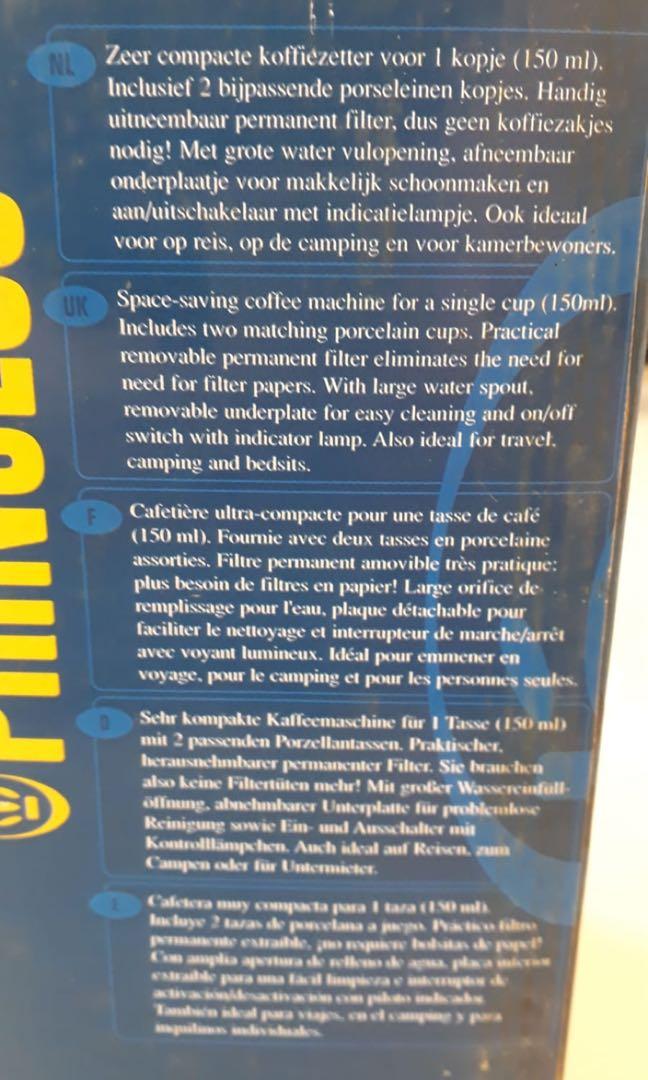 NL
Zeer compacte koffiezetter voor 1 kopje (150 ml).
Inclusief 2 bijpassende porseleinen kopjes. Handig
uitneembaar permanent filter, dus geen koffiezakjes
nodig! Met grote water vulopening, afneembaar
onderplaatje voor makkelijk schoonmaken en
aan/uitschakelaar met indicatielampje. Ook ideaal
voor op reis, op de camping en voor kamerbewoners.
UK
Space-saving coffee machine for a single cup (150ml).
Includes two matching porcelain cups. Practical
removable permanent filter eliminates the need for
need for filter papers. With large water spout,
removable underplate for easy cleaning and on/off
switch with indicator lamp. Also ideal for travel,
camping and bedsits.
F
Cafetière ultra-compacte pour une tasse de café
(150 ml). Fournie avec deux tasses en porcelaine
assorties. Filtre permanent amovible très pratique:
plus besoin de filtres en papier! Large orifice de
remplissage pour l'eau, plaque détachable pour
faciliter le nettoyage et interrupteur de marche/arrêt
avec voyant lumineux. Idéal pour emmener en
voyage, pour le camping et pour les personnes seules.
D
Sehr kompakte Kaffeemaschine für 1 Tasse (150 ml)
mit 2 passenden Porzellantassen. Praktischer,
herausnehmbarer permanenter Filter. Sie brauchen
also keine Filtertüten mehr! Mit großer Wassereinfüll-
öffnung, abnehmbarer Unterplatte für problemlose
Reinigung sowie Ein- und Ausschalter mit
Kontrolllämpchen. Auch ideal auf Reisen, zum
Campen oder für Untermieter.
E
Cafetera muy compacta para 1 taza (150 ml).
Incluye 2 tazas de porcelana a juego. Práctico filtro
permanente extraíble, ¡no requiere bolsitas de papel!
Con amplia apertura de relleno de agua, placa inferior
extraíble para una fácil limpieza e interruptor de
activación/desactivación con piloto indicador.
También ideal para viajes, en el camping y para
inquilinos individuales.